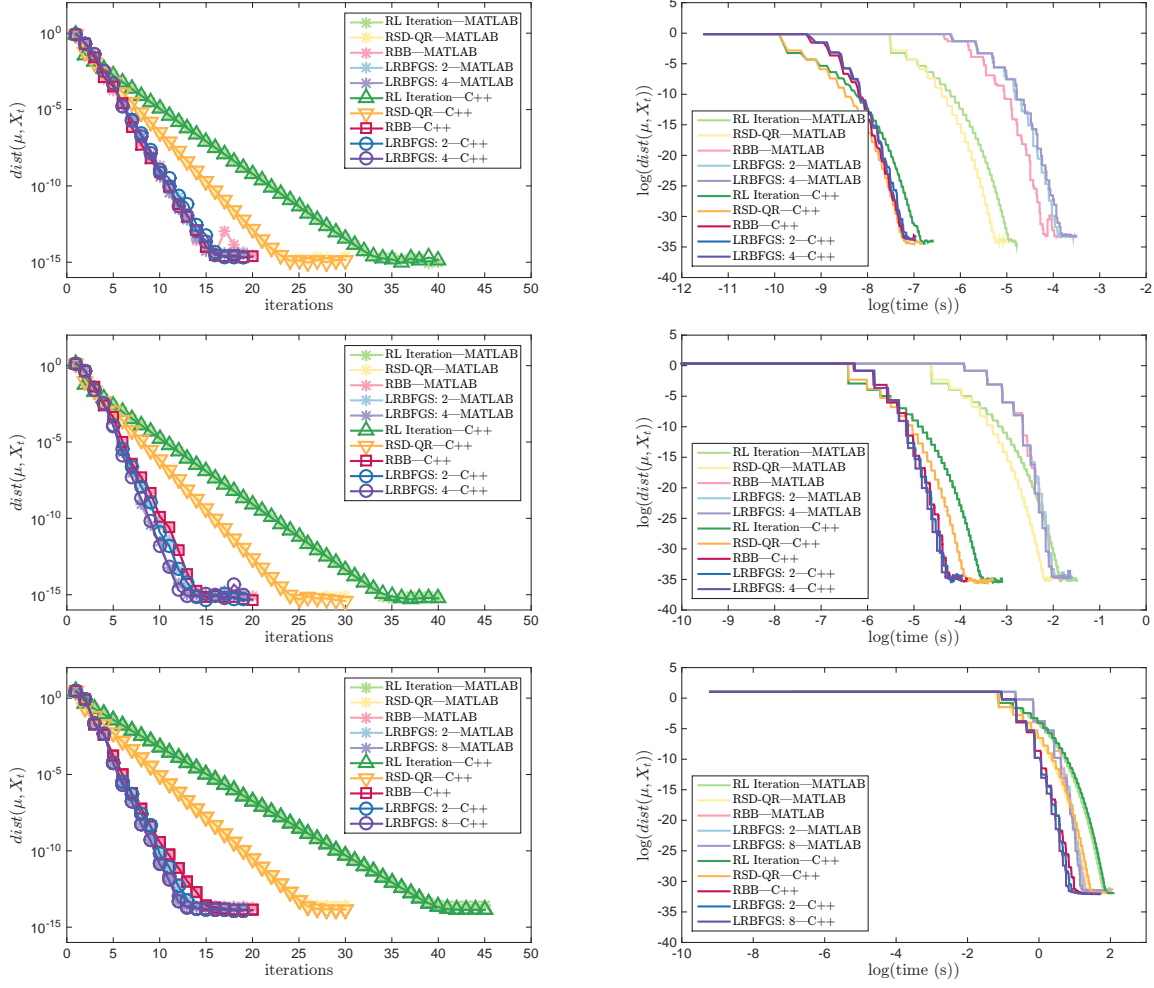 10^0
10^-5
10^-10
10^-15
dist(μ, X_t)
0 5 10 15 20 25 30 35 40 45 50
iterations
RL Iteration—MATLAB
RSD-QR—MATLAB
RBB—MATLAB
LRBFGS: 2—MATLAB
LRBFGS: 4—MATLAB
RL Iteration—C++
RSD-QR—C++
RBB—C++
LRBFGS: 2—C++
LRBFGS: 4—C++
5
0
-5
-10
-15
-20
-25
-30
-35
-40
log(dist(μ, X_t))
-12 -11 -10 -9 -8 -7 -6 -5 -4 -3 -2
log(time (s))
RL Iteration—MATLAB
RSD-QR—MATLAB
RBB—MATLAB
LRBFGS: 2—MATLAB
LRBFGS: 4—MATLAB
RL Iteration—C++
RSD-QR—C++
RBB—C++
LRBFGS: 2—C++
LRBFGS: 4—C++
10^0
10^-5
10^-10
10^-15
dist(μ, X_t)
0 5 10 15 20 25 30 35 40 45 50
iterations
RL Iteration—MATLAB
RSD-QR—MATLAB
RBB—MATLAB
LRBFGS: 2—MATLAB
LRBFGS: 4—MATLAB
RL Iteration—C++
RSD-QR—C++
RBB—C++
LRBFGS: 2—C++
LRBFGS: 4—C++
5
0
-5
-10
-15
-20
-25
-30
-35
-40
log(dist(μ, X_t))
-10 -9 -8 -7 -6 -5 -4 -3 -2 -1 0
log(time (s))
RL Iteration—MATLAB
RSD-QR—MATLAB
RBB—MATLAB
LRBFGS: 2—MATLAB
LRBFGS: 4—MATLAB
RL Iteration—C++
RSD-QR—C++
RBB—C++
LRBFGS: 2—C++
LRBFGS: 4—C++
10^0
10^-5
10^-10
10^-15
dist(μ, X_t)
0 5 10 15 20 25 30 35 40 45 50
iterations
RL Iteration—MATLAB
RSD-QR—MATLAB
RBB—MATLAB
LRBFGS: 2—MATLAB
LRBFGS: 8—MATLAB
RL Iteration—C++
RSD-QR—C++
RBB—C++
LRBFGS: 2—C++
LRBFGS: 8—C++
5
0
-5
-10
-15
-20
-25
-30
-35
-40
log(dist(μ, X_t))
-10 -8 -6 -4 -2 0 2
log(time (s))
RL Iteration—MATLAB
RSD-QR—MATLAB
RBB—MATLAB
LRBFGS: 2—MATLAB
LRBFGS: 8—MATLAB
RL Iteration—C++
RSD-QR—C++
RBB—C++
LRBFGS: 2—C++
LRBFGS: 8—C++